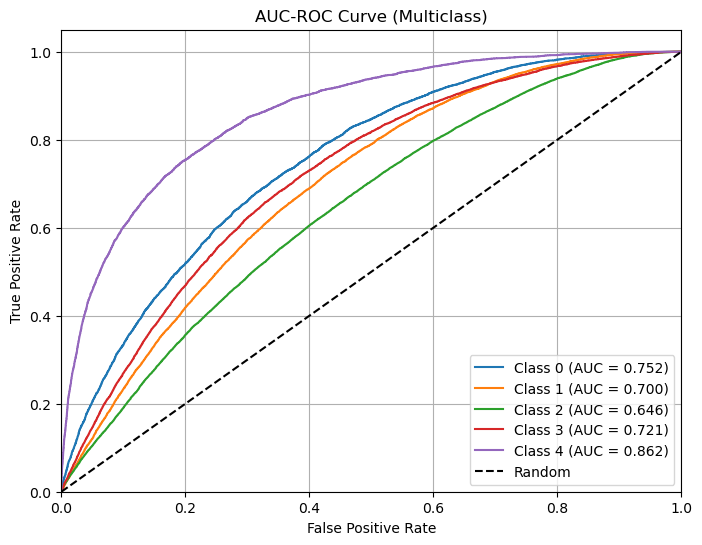 AUC-ROC Curve (Multiclass)
1.0
0.8
0.6
0.4
0.2
0.0
True Positive Rate
0.0 0.2 0.4 0.6 0.8 1.0
False Positive Rate
Class 0 (AUC = 0.752)
Class 1 (AUC = 0.700)
Class 2 (AUC = 0.646)
Class 3 (AUC = 0.721)
Class 4 (AUC = 0.862)
Random